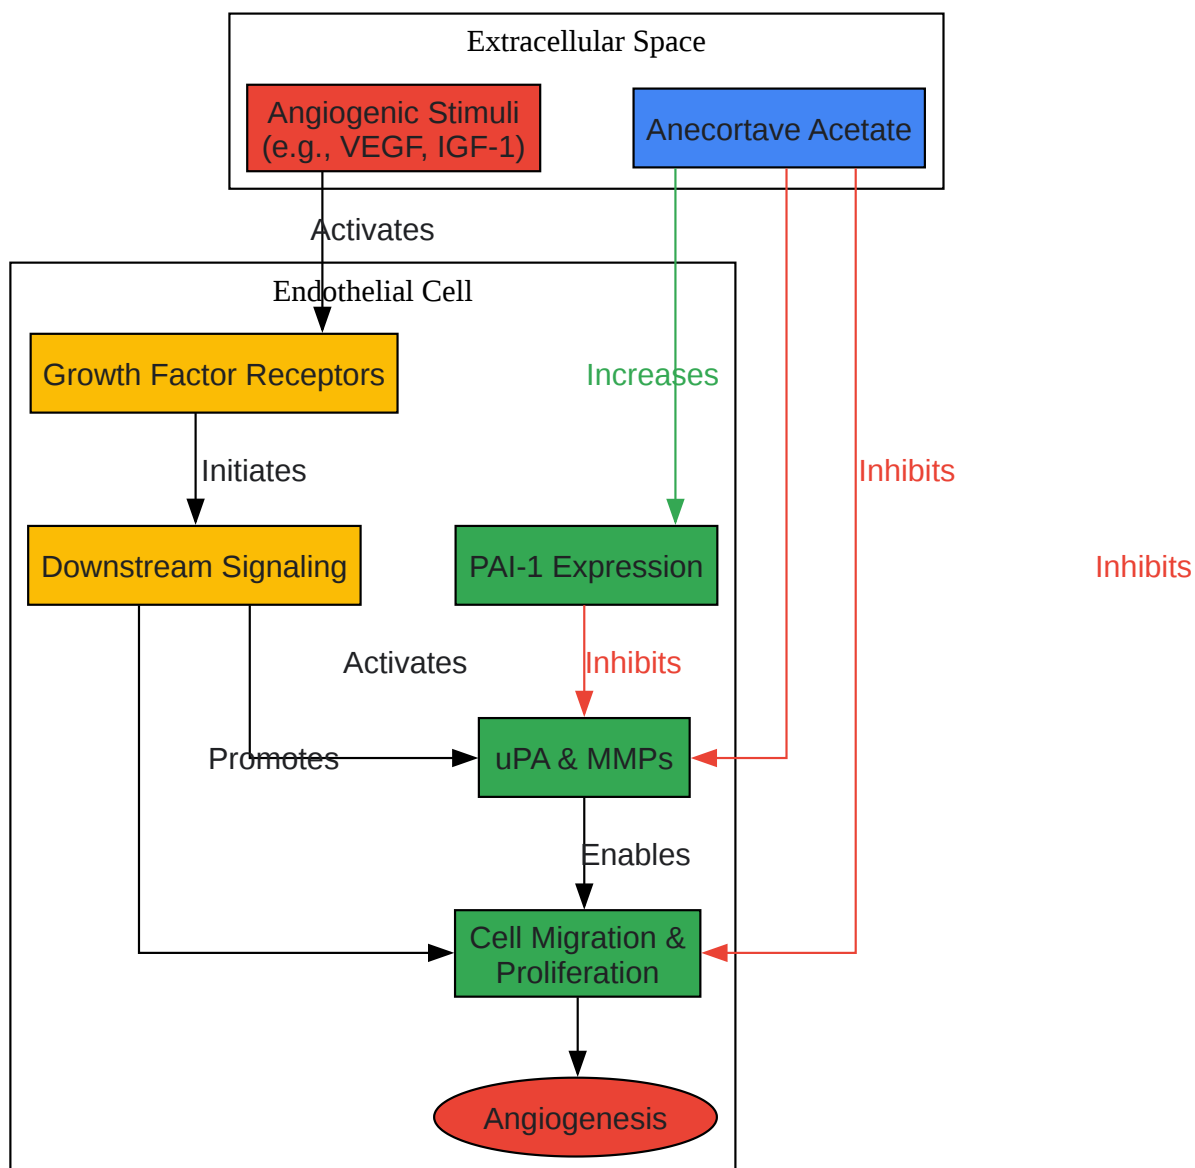 Extracellular Space
Angiogenic Stimuli
(e.g., VEGF, IGF-1)
Anecortave Acetate
Activates
Endothelial Cell
Growth Factor Receptors
Increases
Initiates
Inhibits
Downstream Signaling
PAI-1 Expression
Inhibits
Activates
Inhibits
Promotes
uPA & MMPs
Enables
Cell Migration &
Proliferation
Angiogenesis